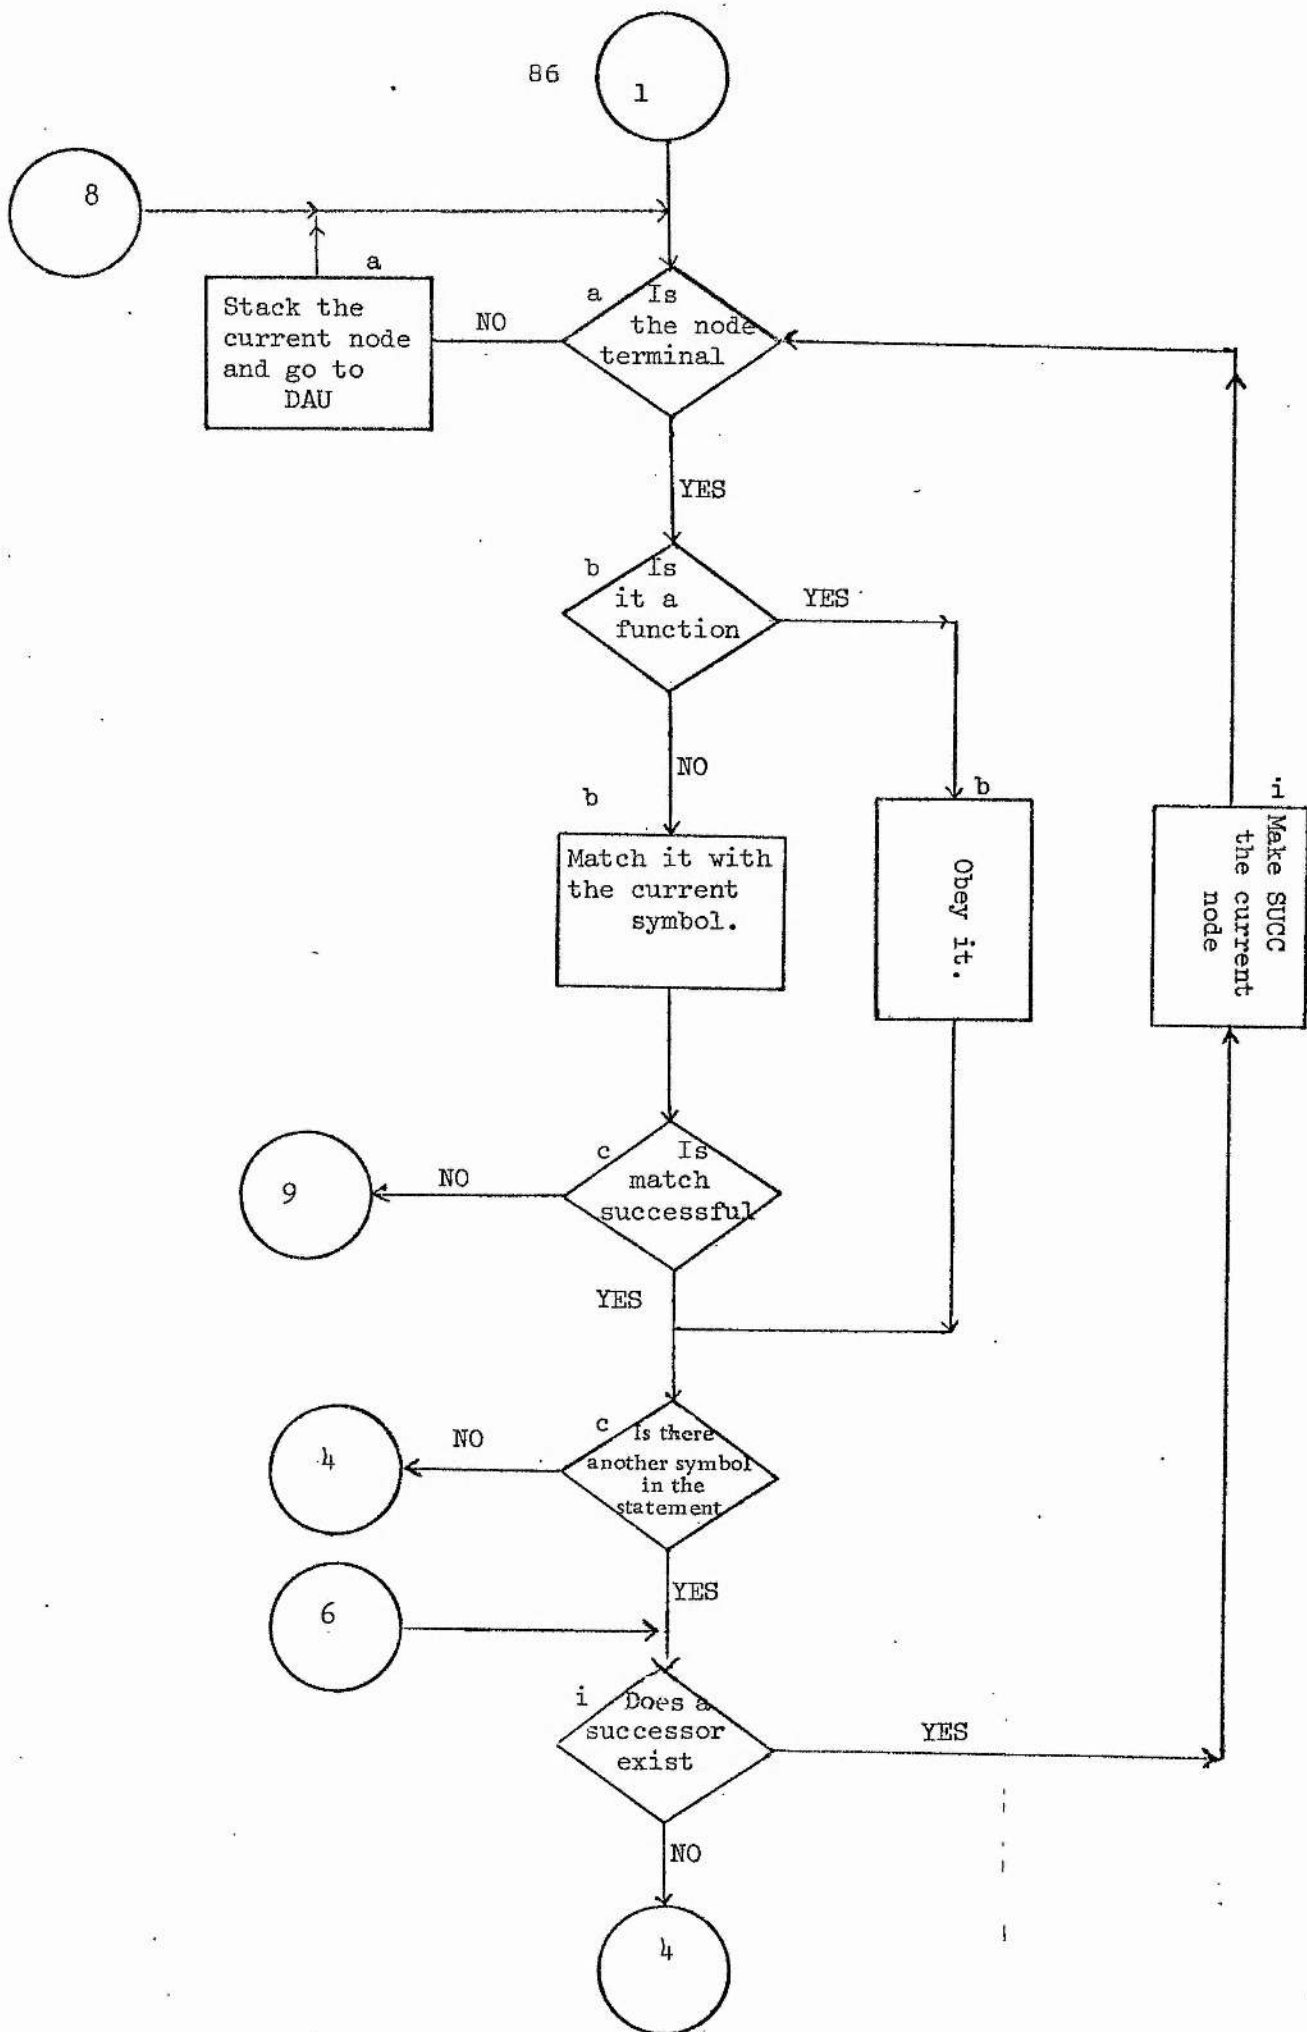 86
1
8
a
Stack the
current node
and go to
DAU
NO
a
Is
the node
terminal
YES
b
Is
it a
function
YES
NO
b
Match it with
the current
symbol.
b
Obey it.
i
Make SUCC
the current
node
c
Is
match
successful
NO
9
YES
c
Is there
another symbol
in the
statement
NO
4
YES
6
i
Does a
successor
exist
YES
NO
4